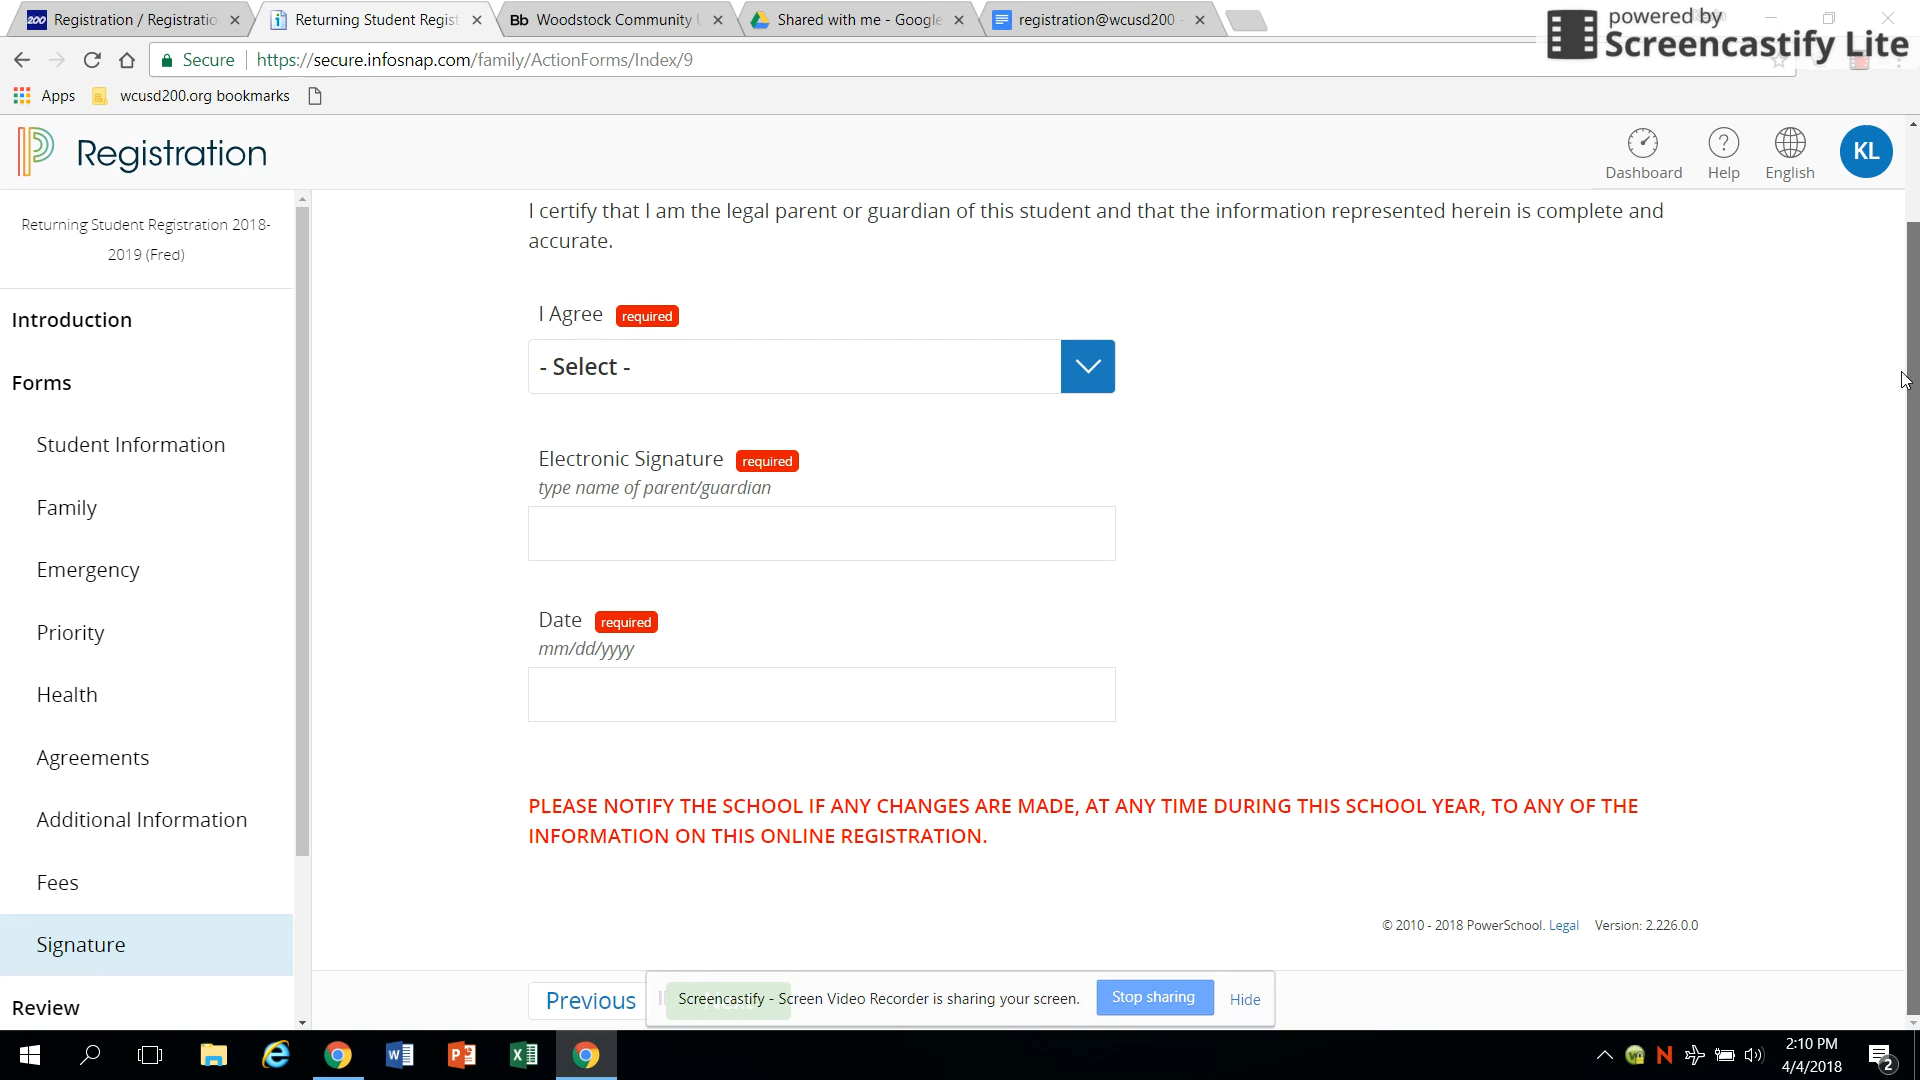 Registration / Registratio
Returning Student Regist
Bb Woodstock Community U
Shared with me - Google
registration@wcusd200 -
powered by
Screencastify Lite
Secure
https://secure.infosnap.com/family/ActionForms/Index/9
Apps
wcusd200.org bookmarks
Registration
Dashboard
Help
English
KL
Returning Student Registration 2018-
2019 (Fred)
Introduction
Forms
Student Information
Family
Emergency
Priority
Health
Agreements
Additional Information
Fees
Signature
Review
I certify that I am the legal parent or guardian of this student and that the information represented herein is complete and
accurate.
I Agree required
- Select -
Electronic Signature required
type name of parent/guardian
Date required
mm/dd/yyyy
PLEASE NOTIFY THE SCHOOL IF ANY CHANGES ARE MADE, AT ANY TIME DURING THIS SCHOOL YEAR, TO ANY OF THE
INFORMATION ON THIS ONLINE REGISTRATION.
© 2010 - 2018 PowerSchool. Legal Version: 2.226.0.0
Previous
Screencastify - Screen Video Recorder is sharing your screen.
Stop sharing
Hide
2:10 PM
4/4/2018
2